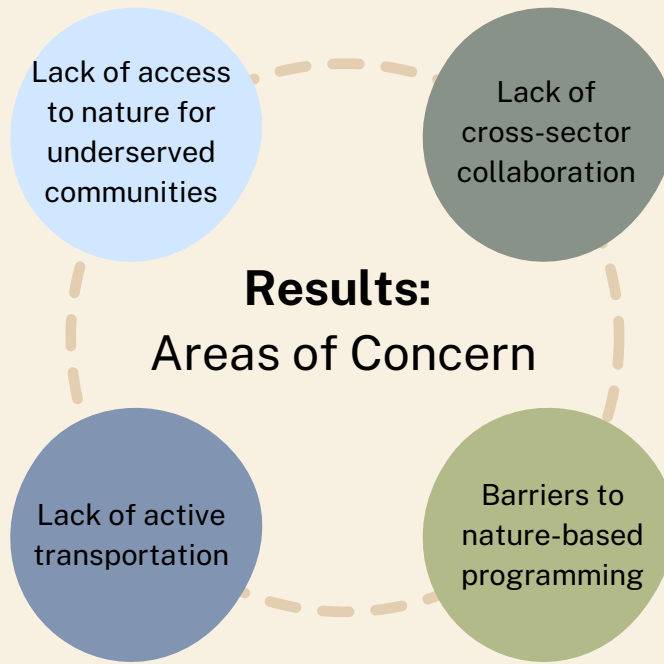 Lack of access
to nature for
underserved
communities
Lack of
cross-sector
collaboration
Results:
Areas of Concern
Lack of active
transportation
Barriers to
nature-based
programming